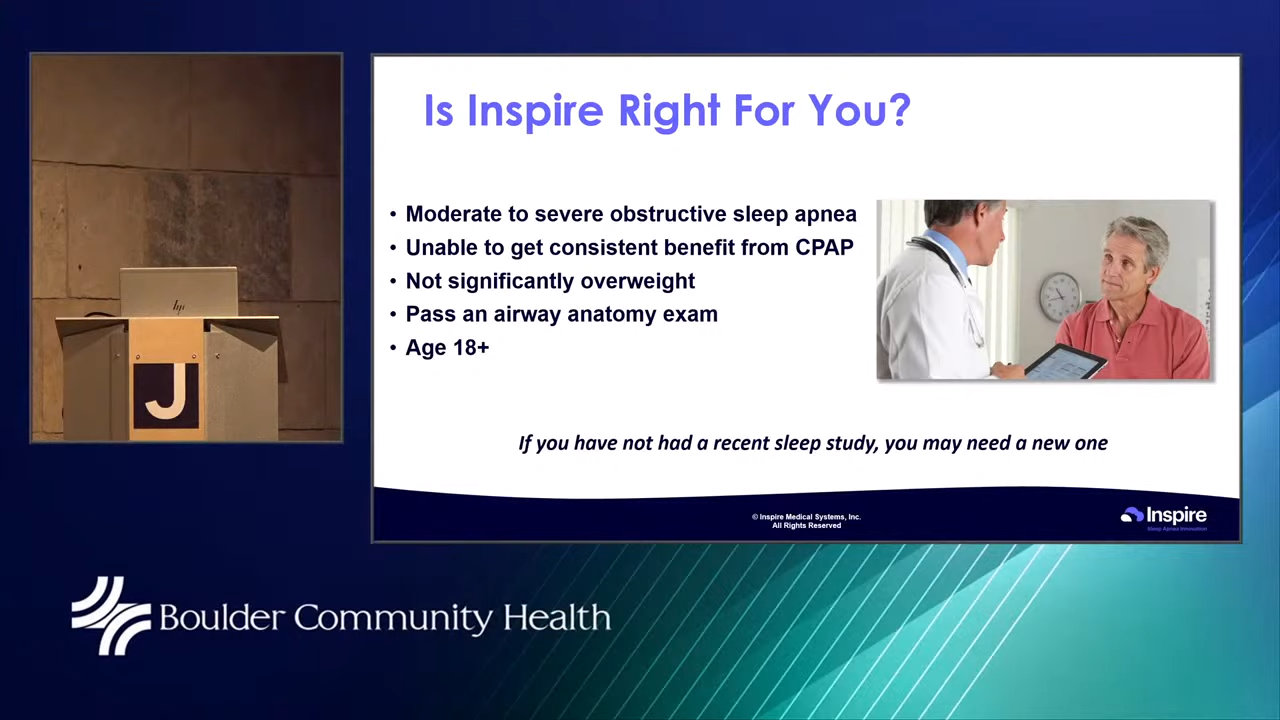 Is Inspire Right For You?
• Moderate to severe obstructive sleep apnea
• Unable to get consistent benefit from CPAP
• Not significantly overweight
• Pass an airway anatomy exam
• Age 18+
If you have not had a recent sleep study, you may need a new one
© Inspire Medical Systems, Inc.
All Rights Reserved
Inspire
Sleep Apnea Innovation
hp
J
Boulder Community Health